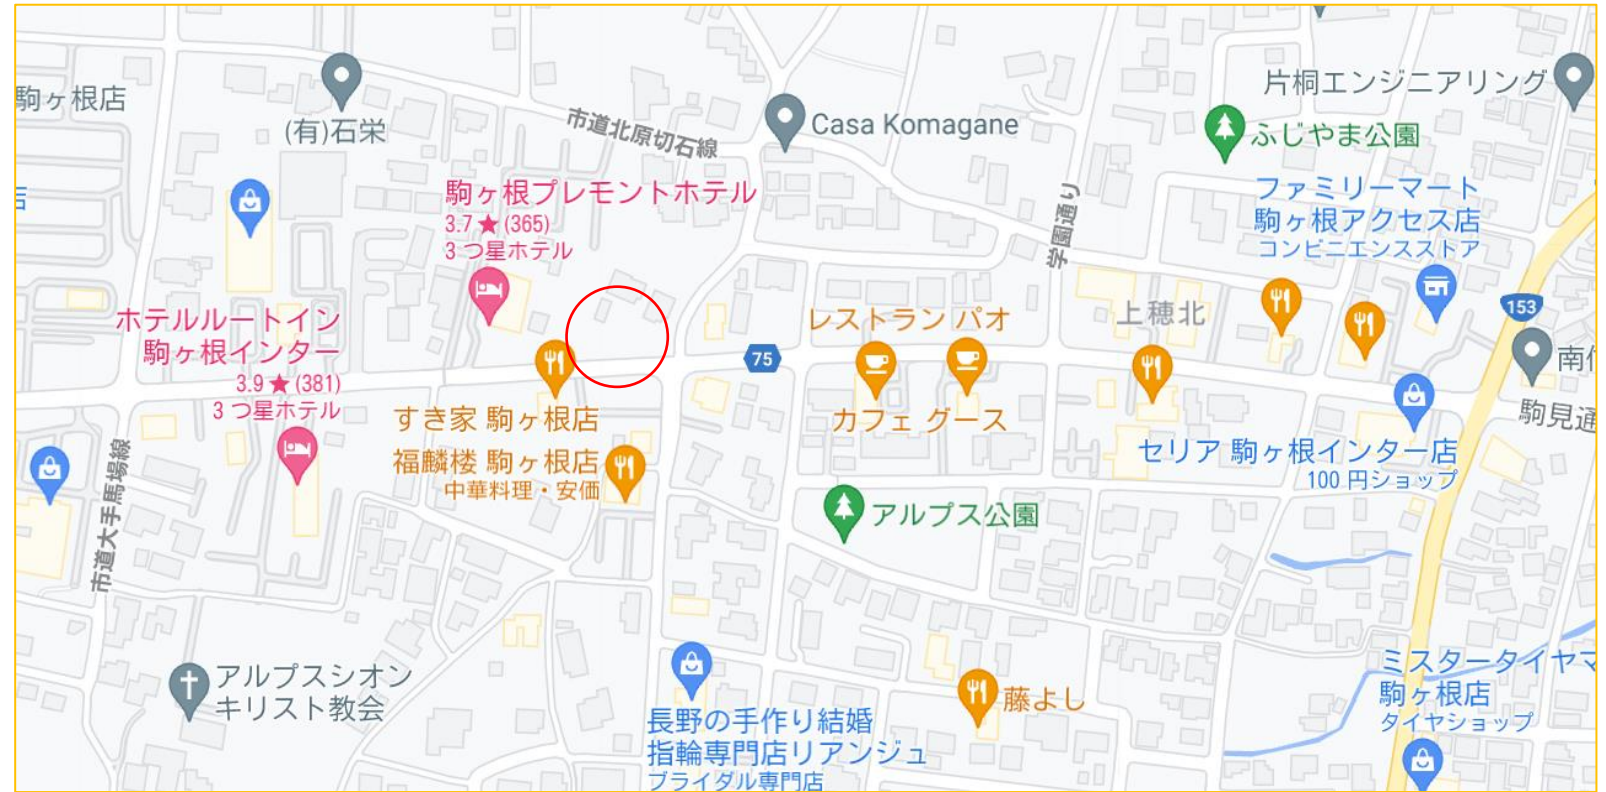 駒ヶ根店
(有)石栄
市道北原切石線
Casa Komagane
片桐エンジニアリング
ふじやま公園
店
駒ヶ根プレモントホテル
3.7★(365)
3 つ星ホテル
学園通り
ファミリーマート
駒ヶ根アクセス店
コンビニエンスストア
ホテルルートイン
駒ヶ根インター
3.9★(381)
3 つ星ホテル
レストラン パオ
上穂北
153
75
南信
すき家 駒ヶ根店
カフェ グース
駒見通
福麟楼 駒ヶ根店
中華料理・安価
セリア 駒ヶ根インター店
100 円ショップ
市道大手馬場線
アルプス公園
アルプスシオン
キリスト教会
藤よし
長野の手作り結婚
指輪専門店リアンジュ
ブライダル専門店
ミスタータイヤマ
駒ヶ根店
タイヤショップ